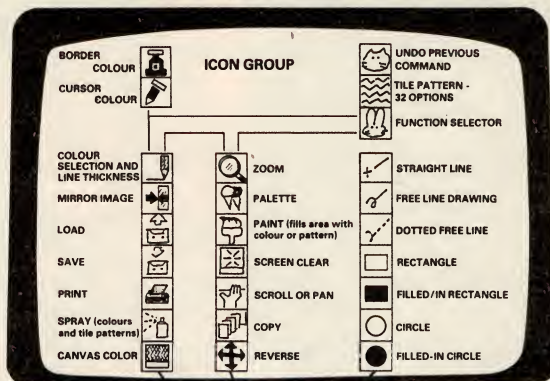 BORDER
COLOUR
CURSOR
COLOUR
ICON GROUP
UNDO PREVIOUS
COMMAND
TILE PATTERN -
32 OPTIONS
FUNCTION SELECTOR
COLOUR
SELECTION AND
LINE THICKNESS
MIRROR IMAGE
LOAD
SAVE
PRINT
SPRAY (colours
and tile patterns)
CANVAS COLOR
ZOOM
PALETTE
PAINT (fills area with
colour or pattern)
SCREEN CLEAR
SCROLL OR PAN
COPY
REVERSE
STRAIGHT LINE
FREE LINE DRAWING
DOTTED FREE LINE
RECTANGLE
FILLED/IN RECTANGLE
CIRCLE
FILLED-IN CIRCLE